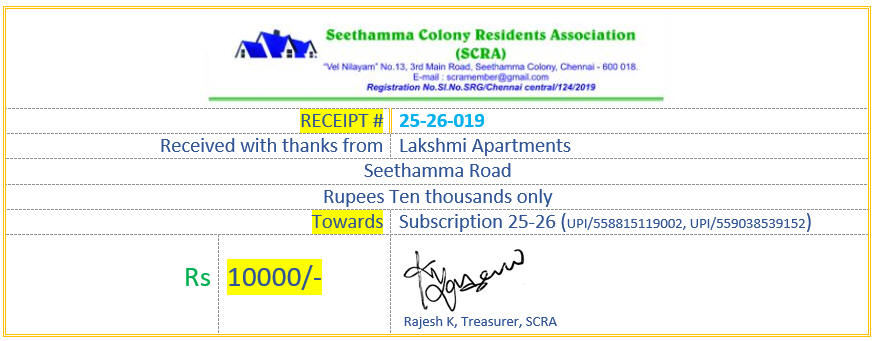 Seethamma Colony Residents Association
(SCRA)
"Vel Nilayam" No.13, 3rd Main Road, Seethamma Colony, Chennai - 600 018.
E-mail : scramember@gmail.com
Registration No.Sl.No.SRG/Chennai central/124/2019
RECEIPT # 25-26-019
Received with thanks from Lakshmi Apartments
Seethamma Road
Rupees Ten thousands only
Towards Subscription 25-26 (UPI/558815119002, UPI/559038539152)
Rs 10000/-
Rajesh K, Treasurer, SCRA